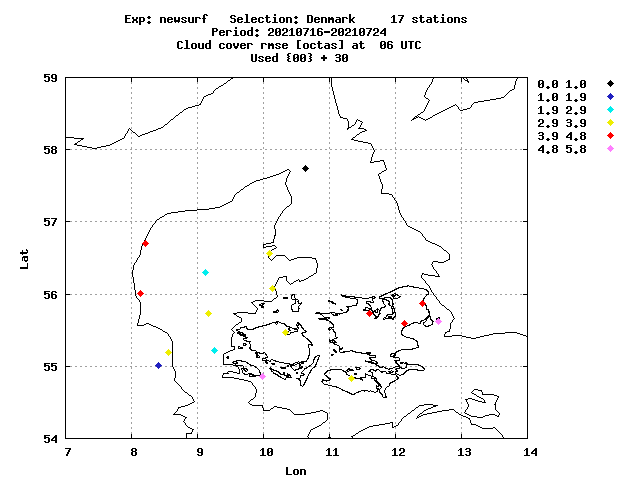 Exp: newsurf   Selection: Denmark     17 stations
Period: 20210716-20210724
Cloud cover rmse [octas] at  06 UTC
Used {00} + 30
0.0 1.0
1.0 1.9
1.9 2.9
2.9 3.9
3.9 4.8
4.8 5.8
59
58
57
56
55
54
Lat
7 8 9 10 11 12 13 14
Lon